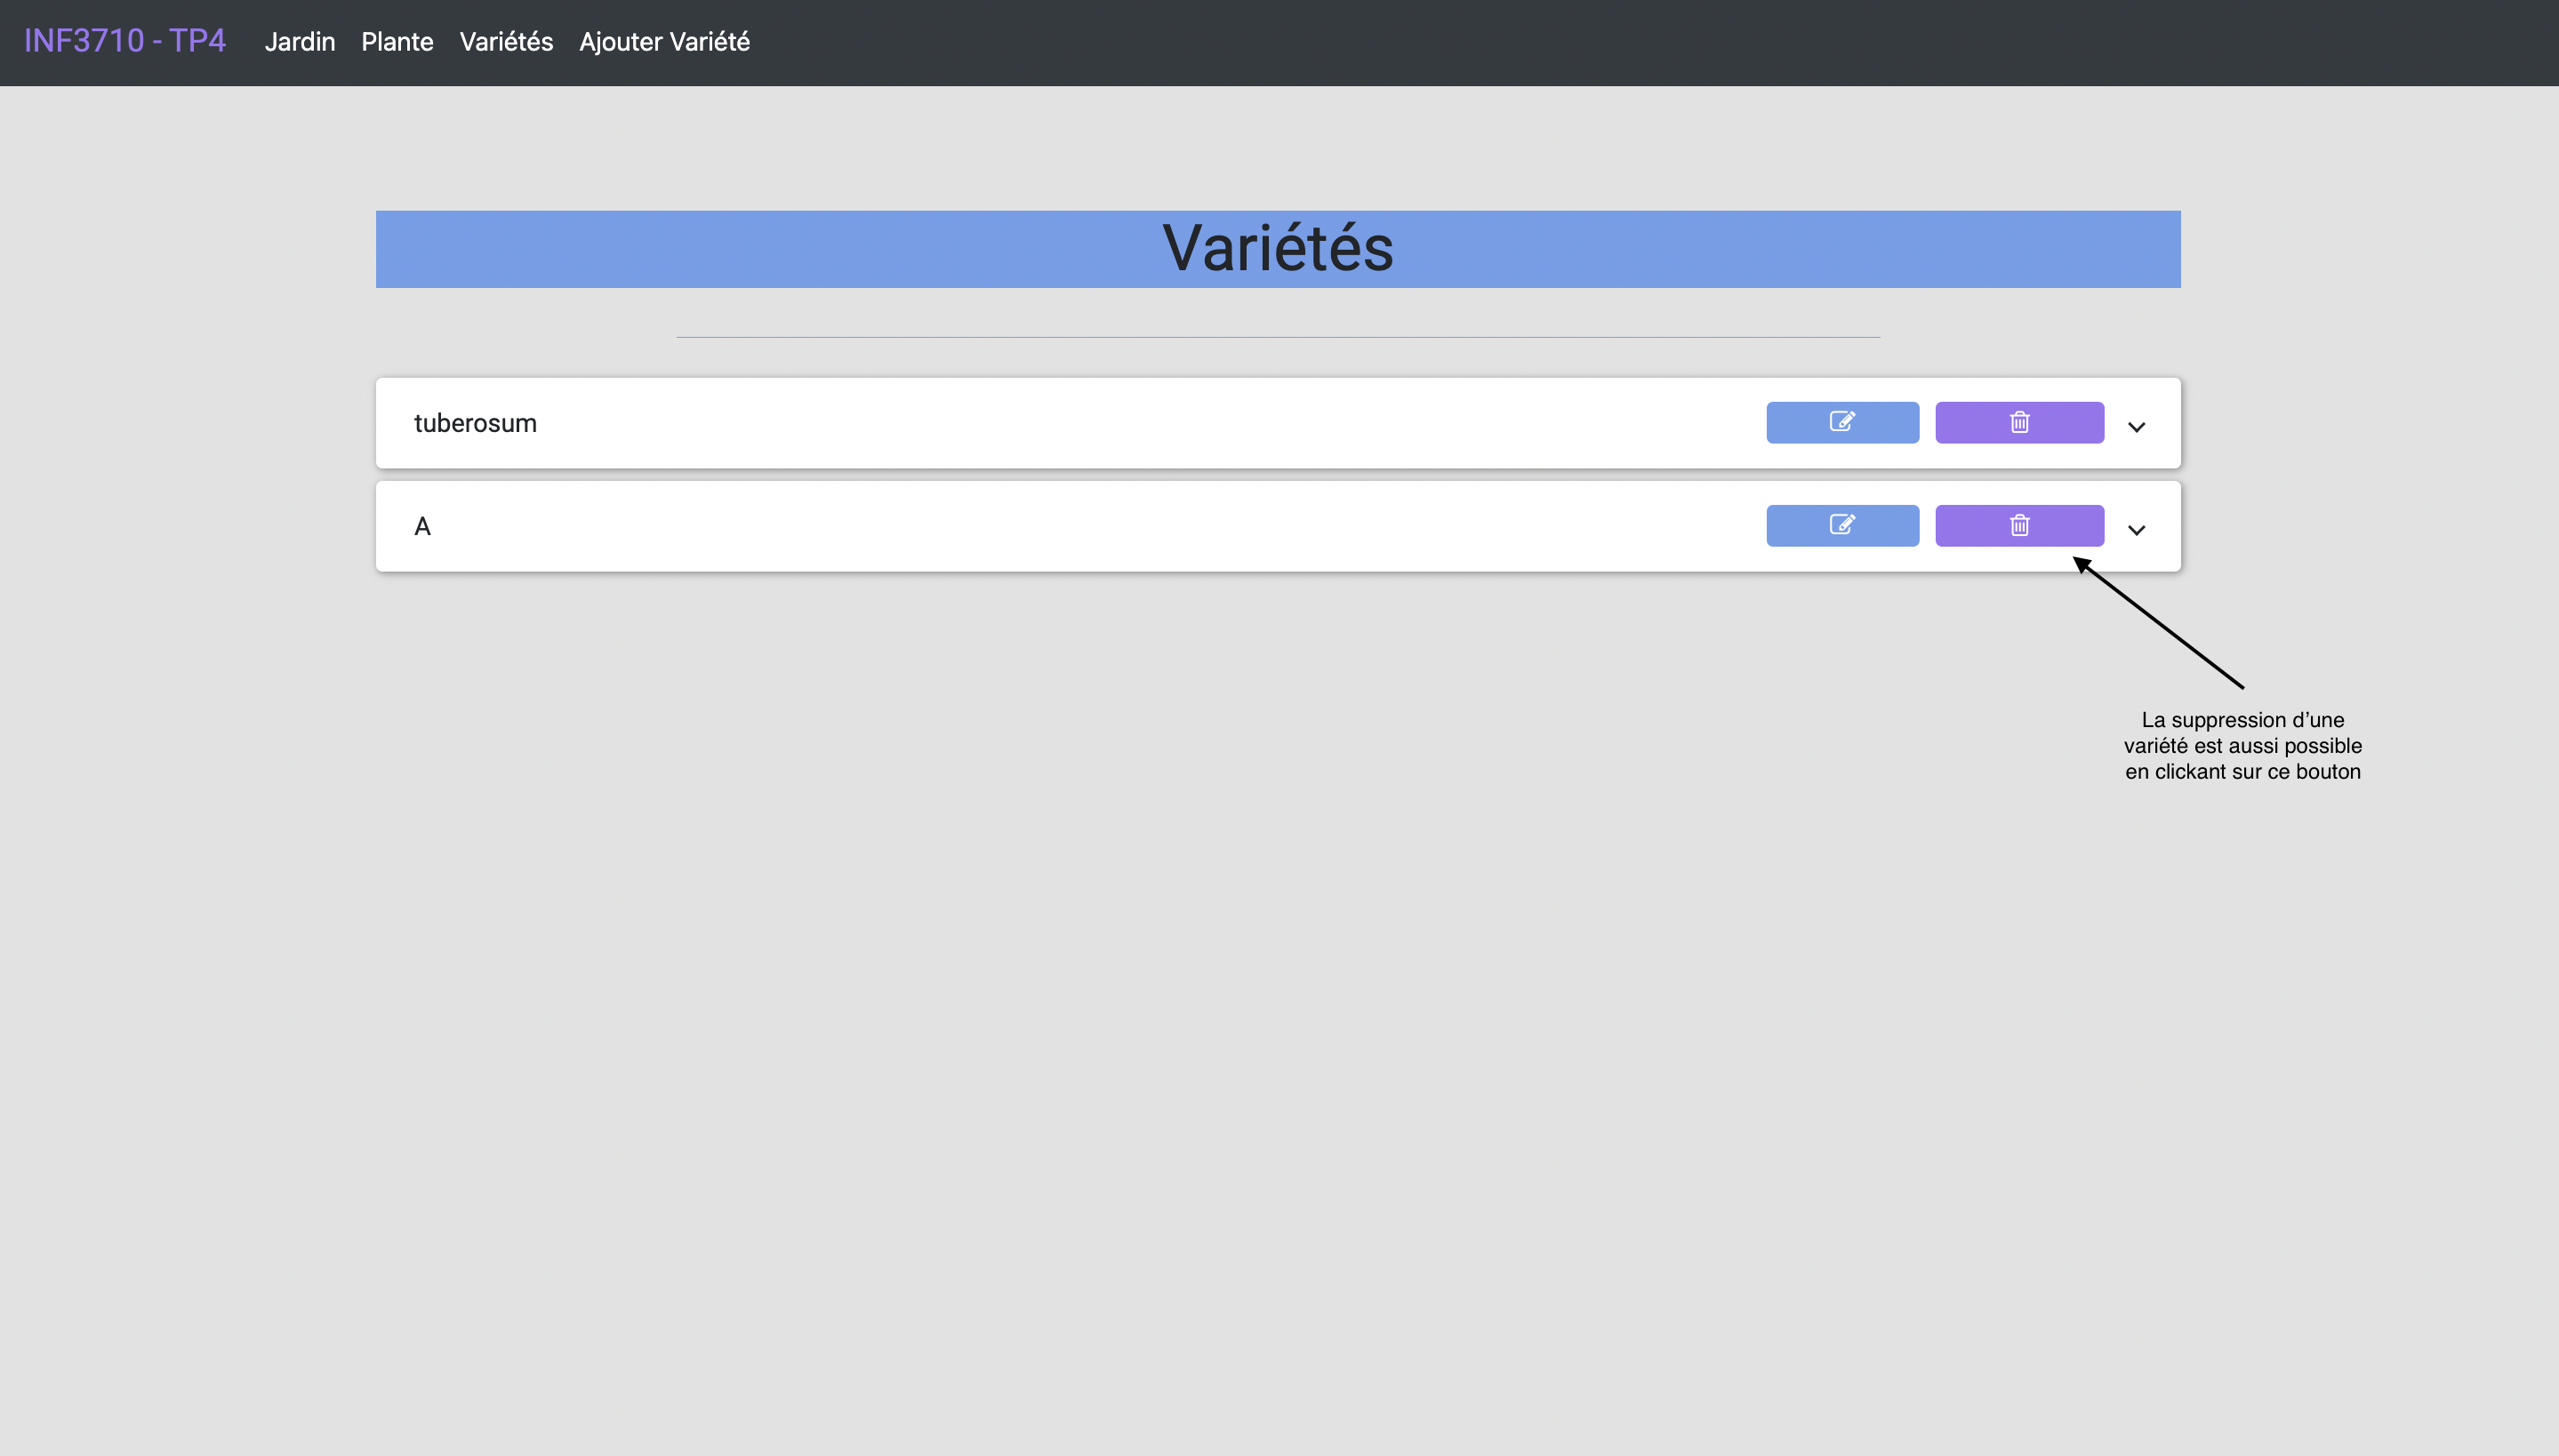 INF3710 - TP4 Jardin Plante Variétés Ajouter Variété
Variétés
tuberosum
A
La suppression d’une
variété est aussi possible
en clickant sur ce bouton